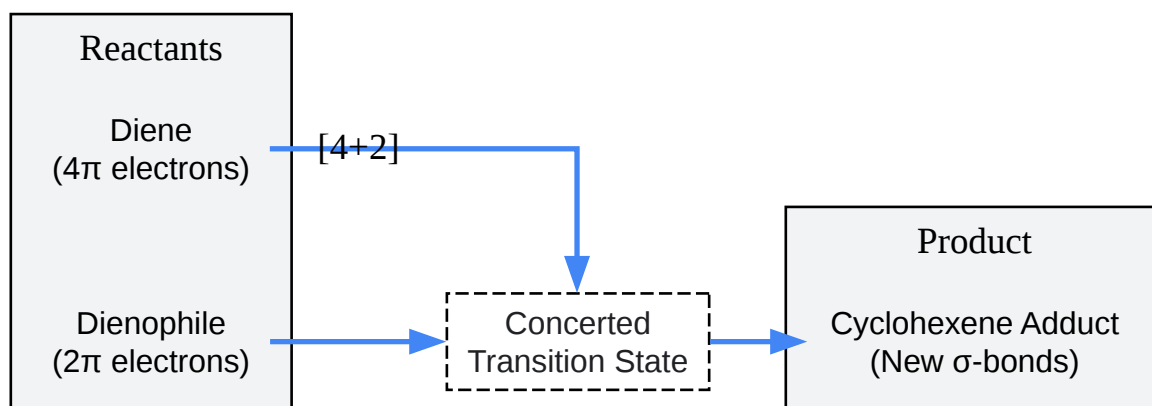 Reactants
Diene
(4π electrons)
[4+2]
Dienophile
(2π electrons)
Concerted
Transition State
Product
Cyclohexene Adduct
(New σ-bonds)